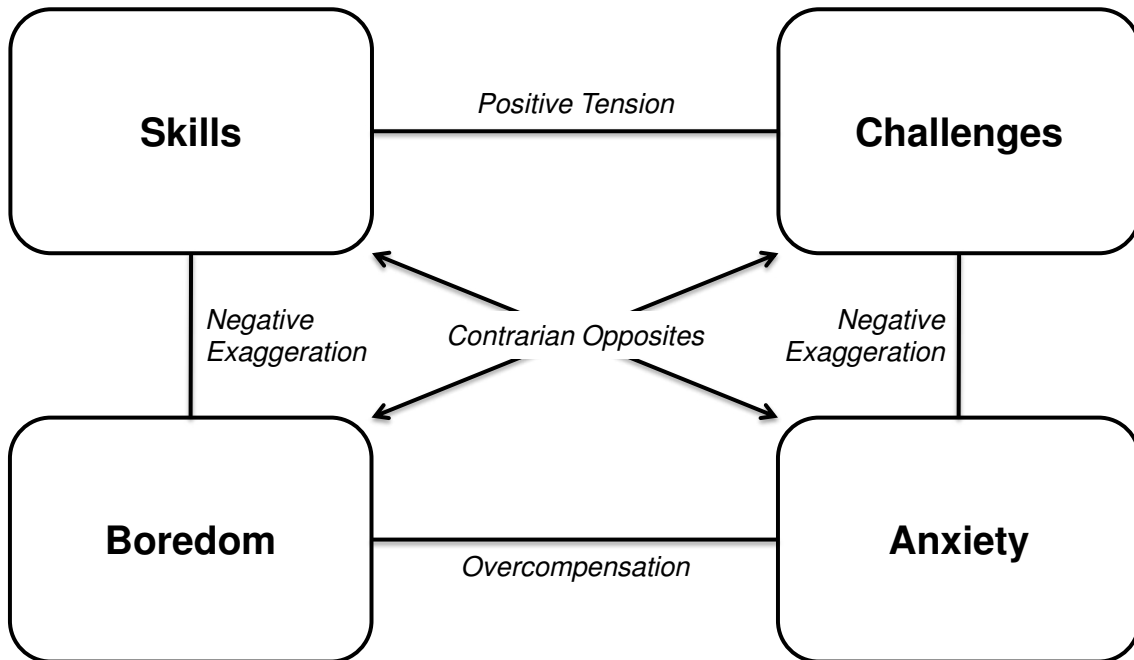 Positive Tension
Skills
Challenges
Negative
Exaggeration
Contrarian Opposites
Negative
Exaggeration
Boredom
Anxiety
Overcompensation